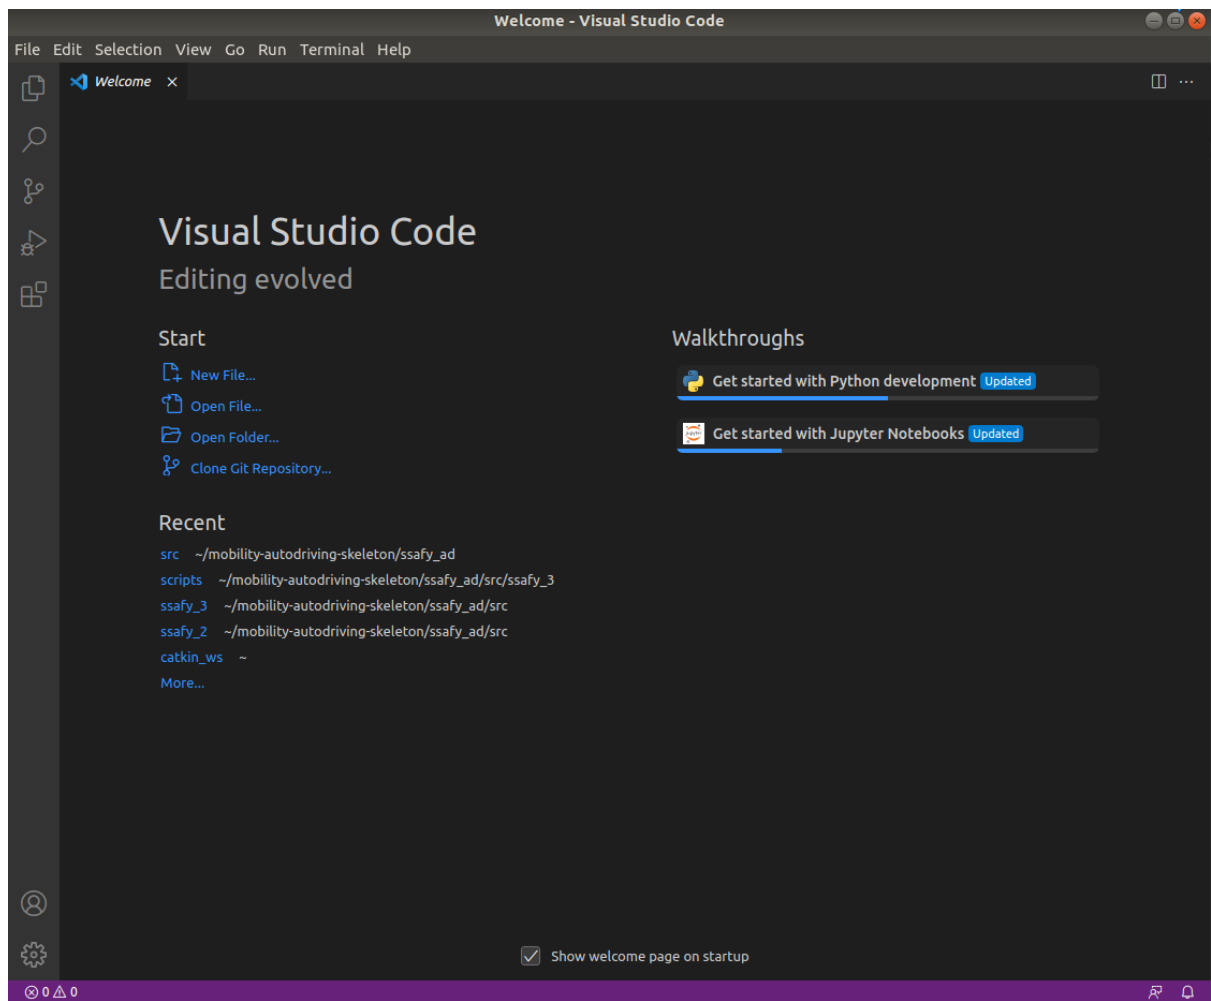 Welcome - Visual Studio Code
File Edit Selection View Go Run Terminal Help
Welcome
Visual Studio Code
Editing evolved
Start
New File...
Open File...
Open Folder...
Clone Git Repository...
Recent
src ~/mobility-autodriving-skeleton/ssafy_ad
scripts ~/mobility-autodriving-skeleton/ssafy_ad/src/ssafy_3
ssafy_3 ~/mobility-autodriving-skeleton/ssafy_ad/src
ssafy_2 ~/mobility-autodriving-skeleton/ssafy_ad/src
catkin_ws ~
More...
Walkthroughs
Get started with Python development Updated
Get started with Jupyter Notebooks Updated
Show welcome page on startup
0 0